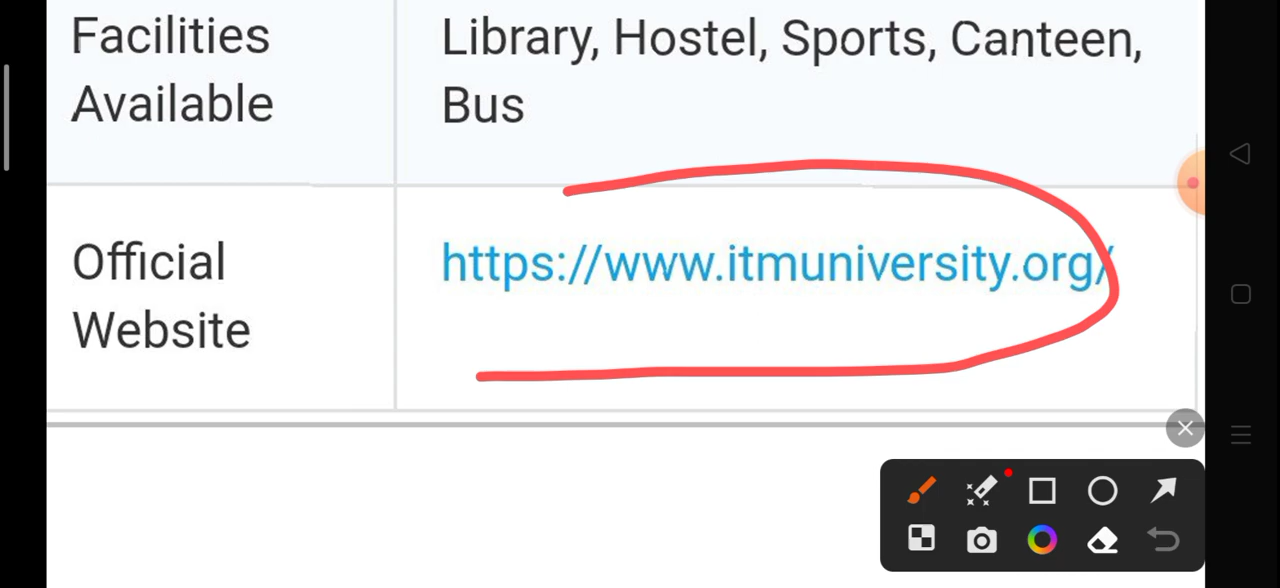 Facilities Available
Library, Hostel, Sports, Canteen, Bus
Official Website
https://www.itmuniversity.org/